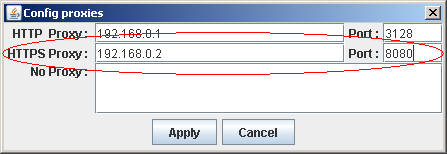 Config proxies
HTTP Proxy: 192.168.0.1 Port: 3128
HTTPS Proxy: 192.168.0.2 Port: 8080
No Proxy:
Apply Cancel